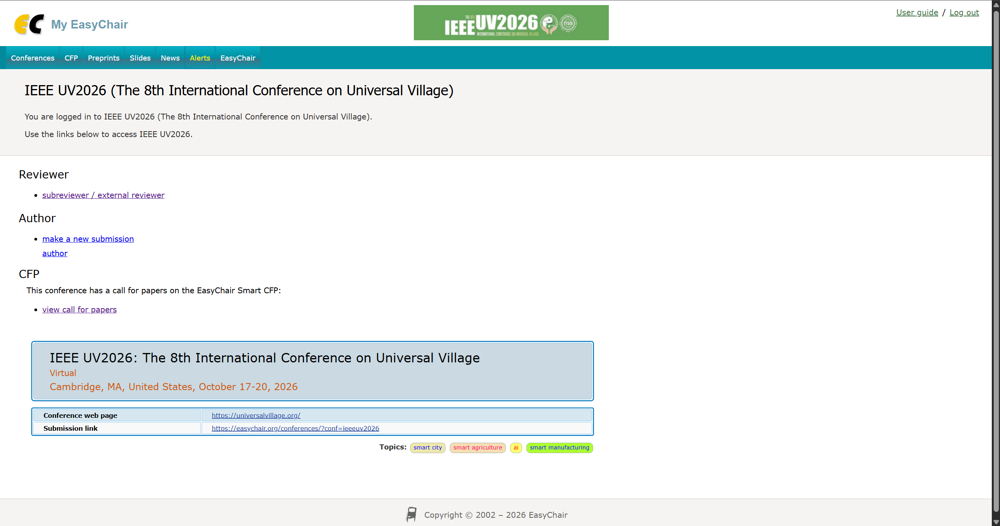 EC My EasyChair
THE 8TH
IEEE UV2026
INTERNATIONAL CONFERENCE ON UNIVERSAL VILLAGE
ITSS
User guide / Log out
Conferences CFP Preprints Slides News Alerts EasyChair
IEEE UV2026 (The 8th International Conference on Universal Village)
You are logged in to IEEE UV2026 (The 8th International Conference on Universal Village).
Use the links below to access IEEE UV2026.
Reviewer
subreviewer / external reviewer
Author
make a new submission
author
CFP
This conference has a call for papers on the EasyChair Smart CFP:
view call for papers
IEEE UV2026: The 8th International Conference on Universal Village
Virtual
Cambridge, MA, United States, October 17-20, 2026
Conference web page https://universalvillage.org/
Submission link https://easychair.org/conferences/?conf=ieeeuv2026
Topics: smart city smart agriculture ai smart manufacturing
Copyright © 2002 – 2026 EasyChair